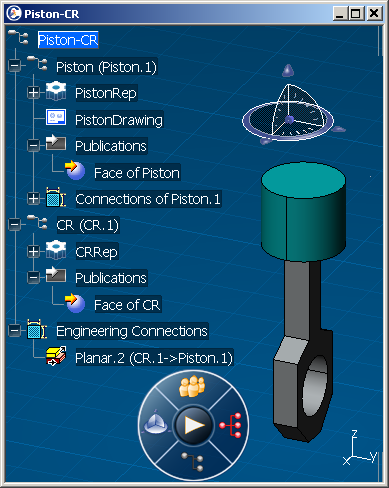 Piston-CR
Piston-CR
Piston (Piston.1)
PistonRep
PistonDrawing
Publications
Face of Piston
Connections of Piston.1
CR (CR.1)
CRRep
Publications
Face of CR
Engineering Connections
Planar.2 (CR.1->Piston.1)
z
x y